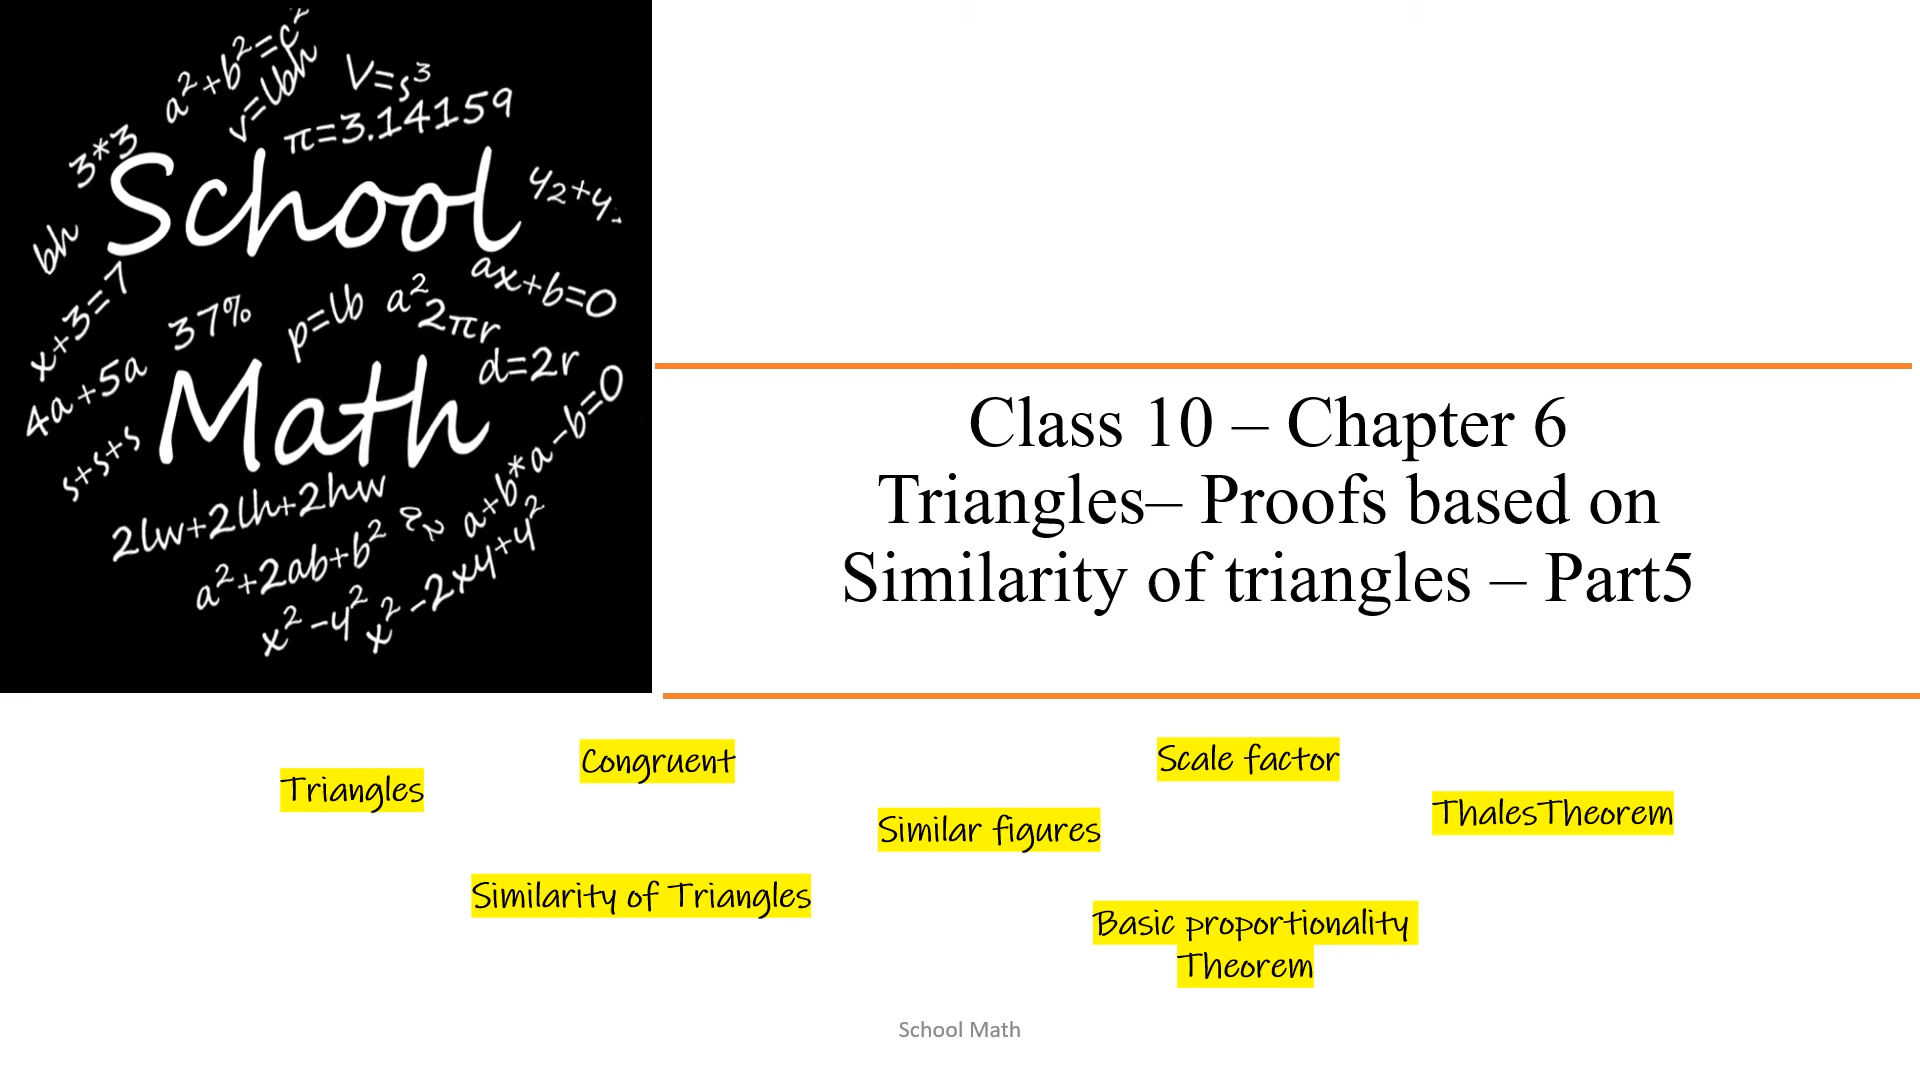 a²+b²=c²
v=lbh
V=s³
π=3.14159
3*3
School
y2+y
bh
ax+b=0
x+3=7
37%
p=lb
a²
2πr
d=2r
4a+5a
Math
a-b=0
s+s+s
a+b*
2lw+2lh+2hw
a²+2ab+b²
x²-y²
x²-2xy+y²
Class 10 – Chapter 6
Triangles– Proofs based on
Similarity of triangles – Part5
Triangles
Congruent
Scale factor
Similar figures
ThalesTheorem
Similarity of Triangles
Basic proportionality
Theorem
School Math